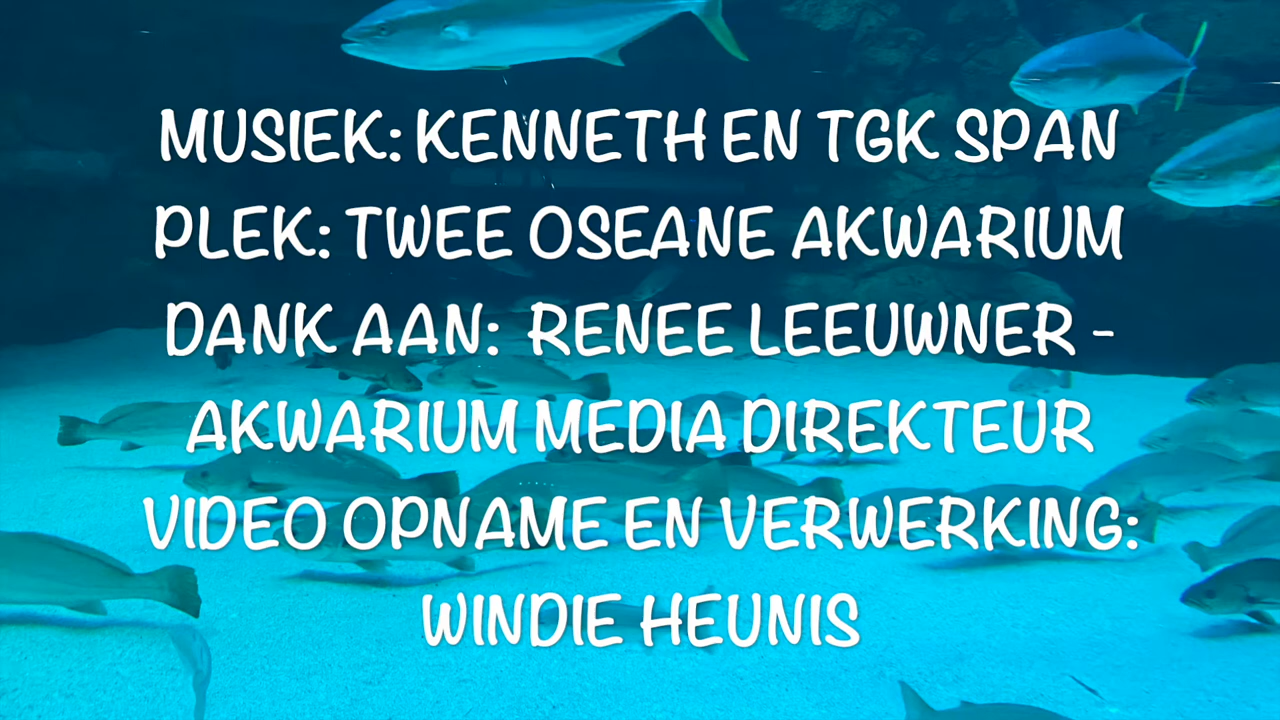 MUSIEK: KENNETH EN TGK SPAN
PLEK: TWEE OSEANE AKWARIUM
DANK AAN: RENEE LEEUWNER -
AKWARIUM MEDIA DIREKTEUR
VIDEO OPNAME EN VERWERKING:
WINDIE HEUNIS